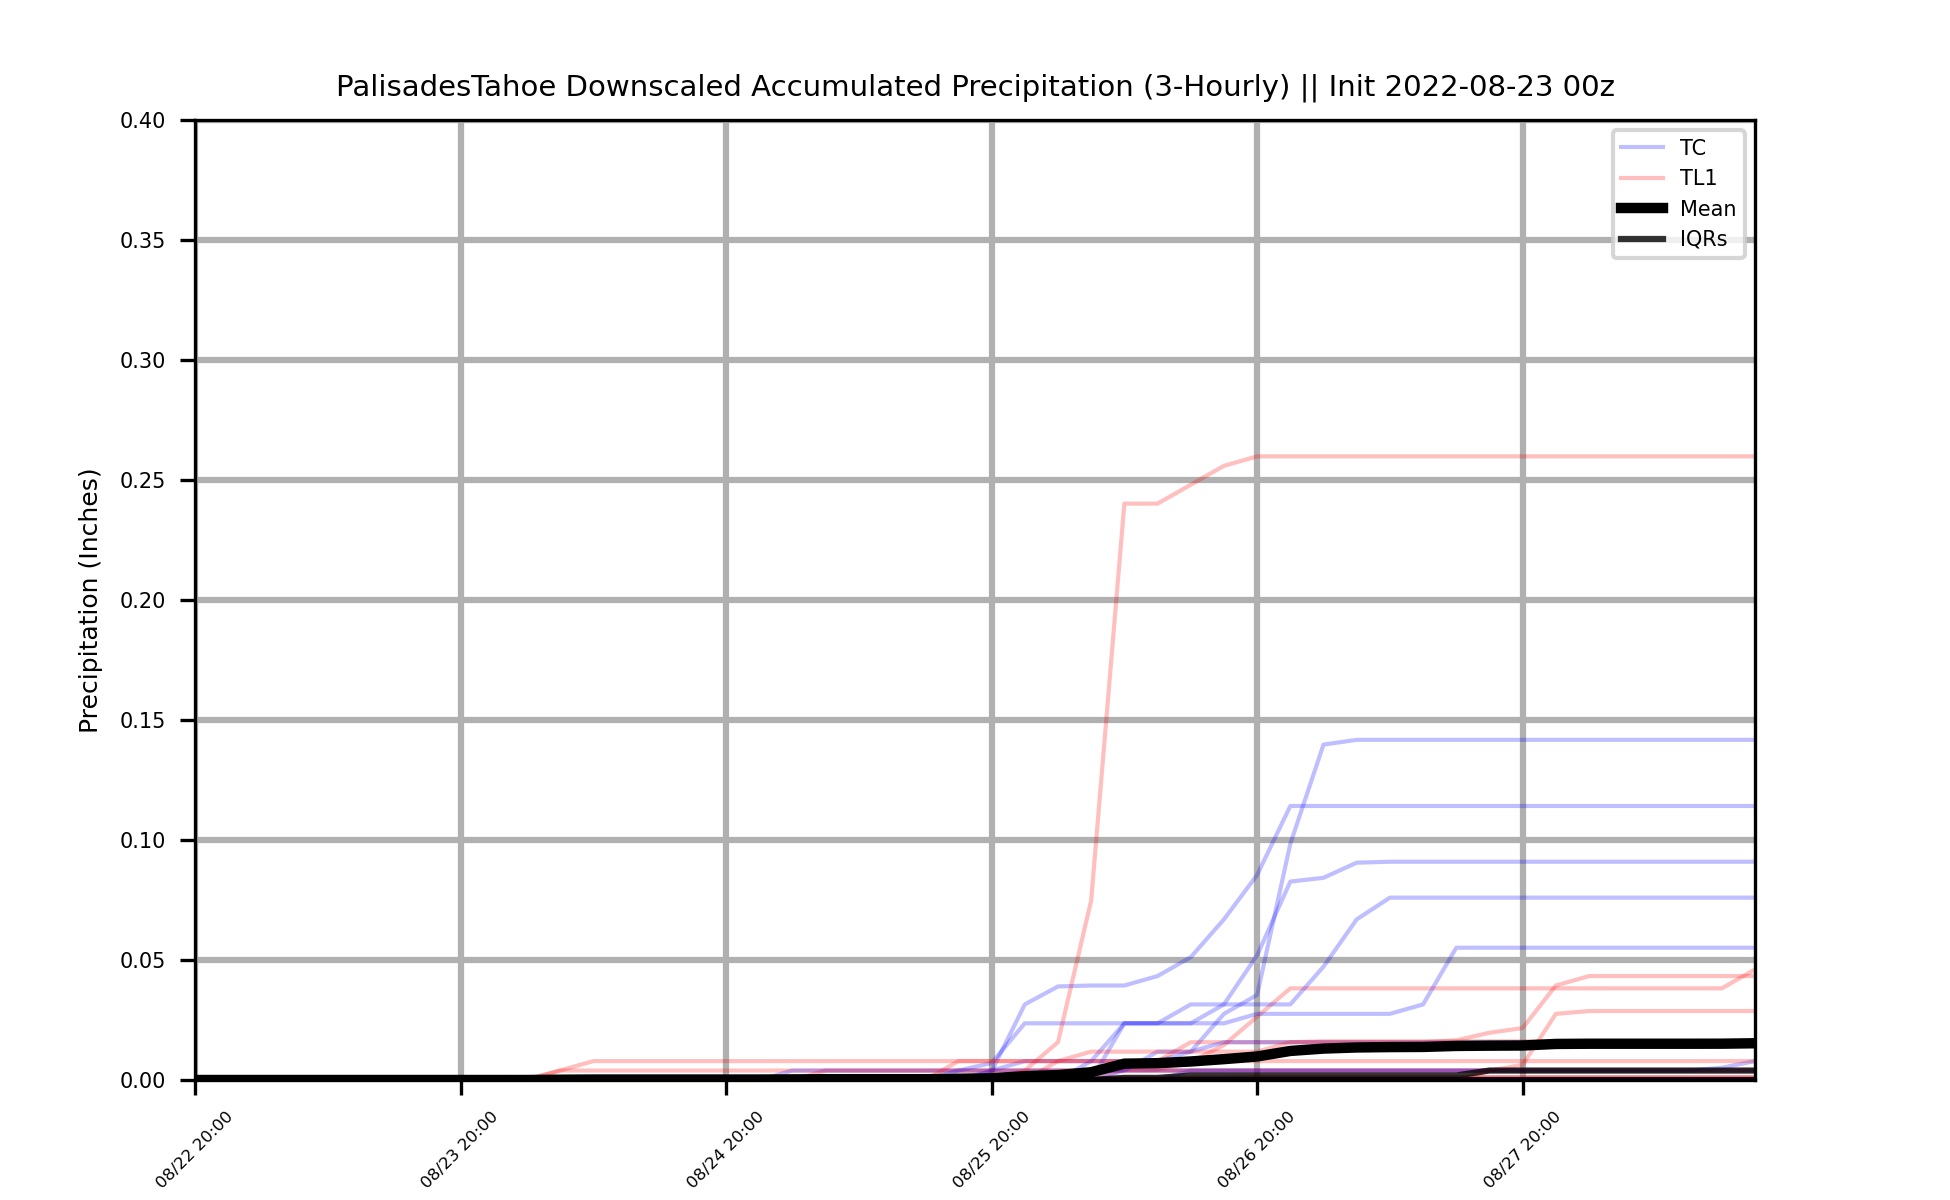 PalisadesTahoe Downscaled Accumulated Precipitation (3-Hourly) || Init 2022-08-23 00z
TC
TL1
Mean
IQRs
Precipitation (Inches)
0.40
0.35
0.30
0.25
0.20
0.15
0.10
0.05
0.00
08/22 20:00
08/23 20:00
08/24 20:00
08/25 20:00
08/26 20:00
08/27 20:00